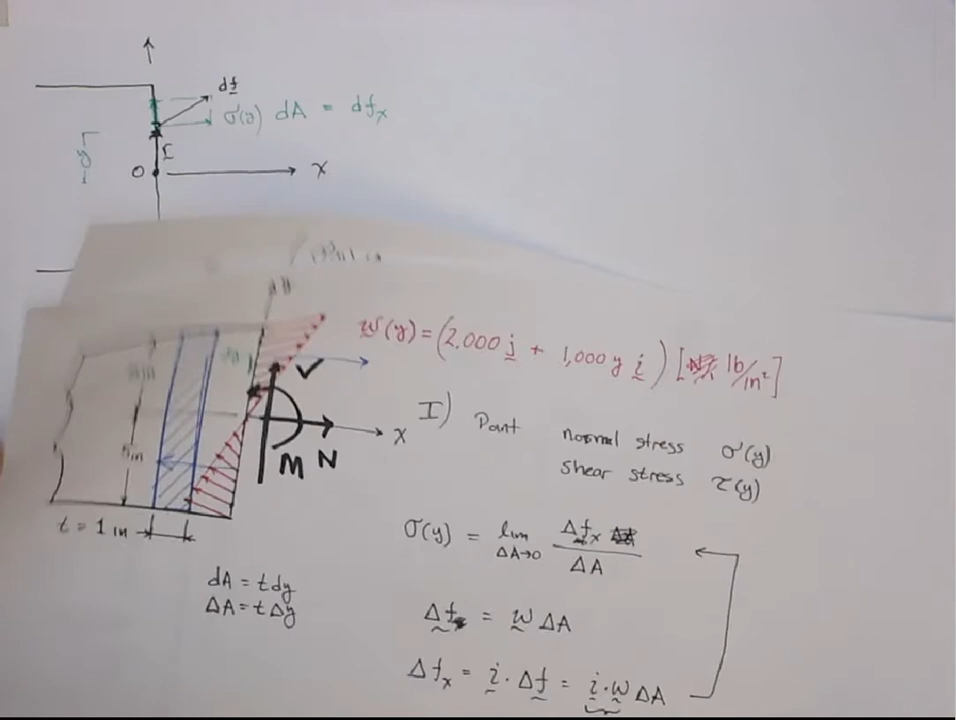 df
σ(y) dA = dfx
y
r
O
x
w(y) = (2,000 j + 1,000 y i) [lb/in²]
V
x
M N
in
t = 1 in
I) Part normal stress σ(y)
shear stress τ(y)
σ(y) = lim ΔA→0 Δfx / ΔA
dA = t dy
ΔA = t Δy
Δf = w ΔA
Δfx = i · Δf = i · w ΔA